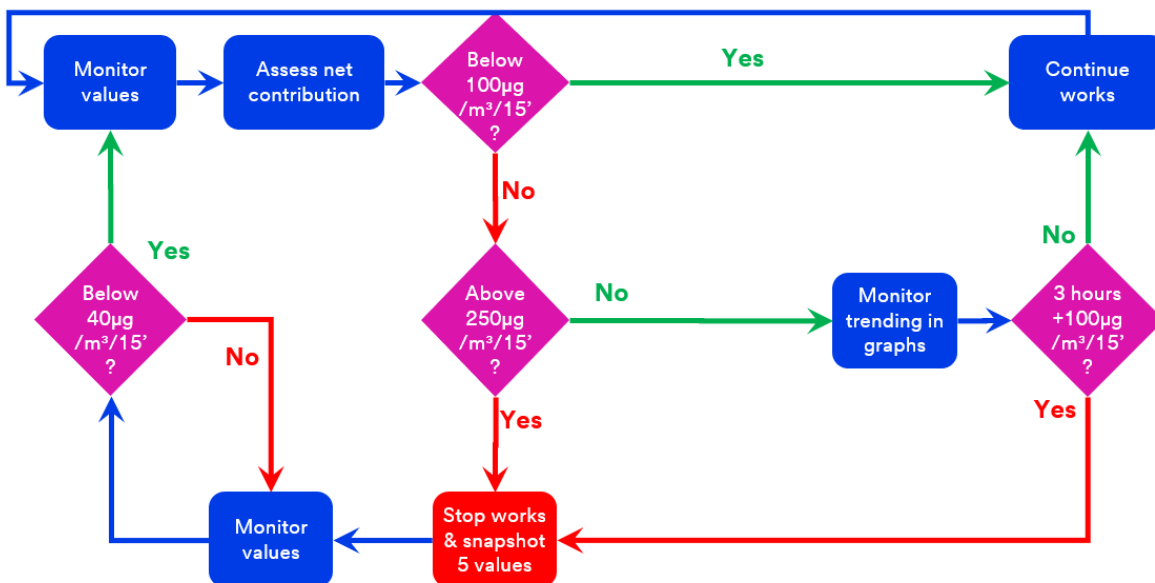 Monitor
values
Assess net
contribution
Below
100µg
/m³/15’
?
Yes
Continue
works
No
Yes
Below
40µg
/m³/15’
?
No
Above
250µg
/m³/15’
?
No
Monitor
trending in
graphs
No
3 hours
+100µg
/m³/15’
?
Yes
Yes
Monitor
values
Stop works
& snapshot
5 values